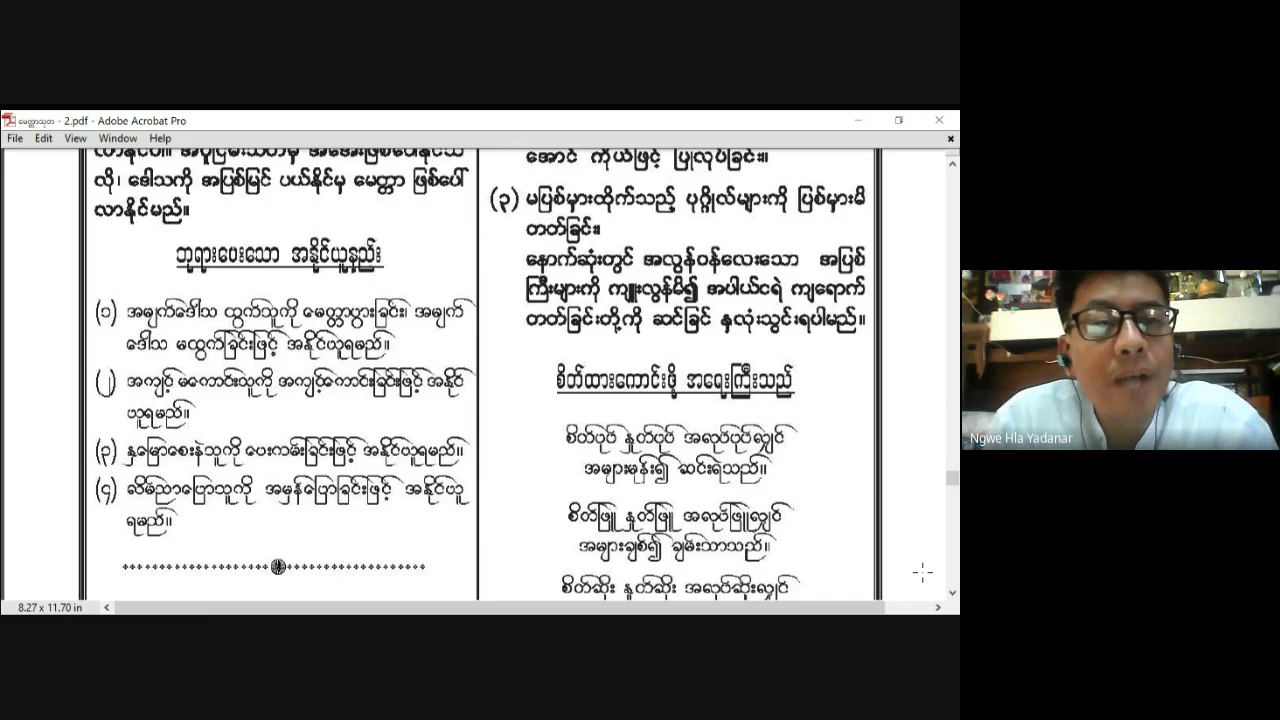 မေတ္တာသုတ - 2.pdf - Adobe Acrobat Pro
File Edit View Window Help
လို၊ ဒေါသကို အပြစ်မြင် ပယ်နိုင်မှ မေတ္တာ ဖြစ်ပေါ်
လာနိုင်မည်။
ဘုရားပေးသော အနိုင်ယူနည်း
(၁) အမျက်ဒေါသ ထွက်သူကို မေတ္တာပွားခြင်း၊ အမျက်
ဒေါသ မထွက်ခြင်းဖြင့် အနိုင်ယူရမည်။
(၂) အကျင့် မကောင်းသူကို အကျင့်ကောင်းခြင်းဖြင့် အနိုင်
ယူရမည်။
(၃) နှမြောစေးနဲသူကို ပေးကမ်းခြင်းဖြင့် အနိုင်ယူရမည်။
(၄) လိမ်ညာပြောသူကို အမှန်ပြောခြင်းဖြင့် အနိုင်ယူ
ရမည်။
အောင် ကိုယ်ဖြင့် ပြုလုပ်ခြင်း။
(၃) မပြစ်မှားထိုက်သည့် ပုဂ္ဂိုလ်များကို ပြစ်မှားမိ
တတ်ခြင်း။
နောက်ဆုံးတွင် အလွန်ဝန်လေးသော အပြစ်
ကြီးများကို ကျူးလွန်မိ၍ အပါယ်ငရဲ ကျရောက်
တတ်ခြင်းတို့ကို ဆင်ခြင် နှလုံးသွင်းရပါမည်။
စိတ်ထားကောင်းဖို့ အရေးကြီးသည်
စိတ်ပုပ် နှုတ်ပုပ် အလုပ်ပုပ်လျှင်
အများမုန်း၍ ဆင်းရဲသည်။
စိတ်ဖြူ နှုတ်ဖြူ အလုပ်ဖြူလျှင်
အများချစ်၍ ချမ်းသာသည်။
စိတ်ဆိုး နှုတ်ဆိုး အလုပ်ဆိုးလျှင်
8.27 x 11.70 in
Ngwe Hla Yadanar